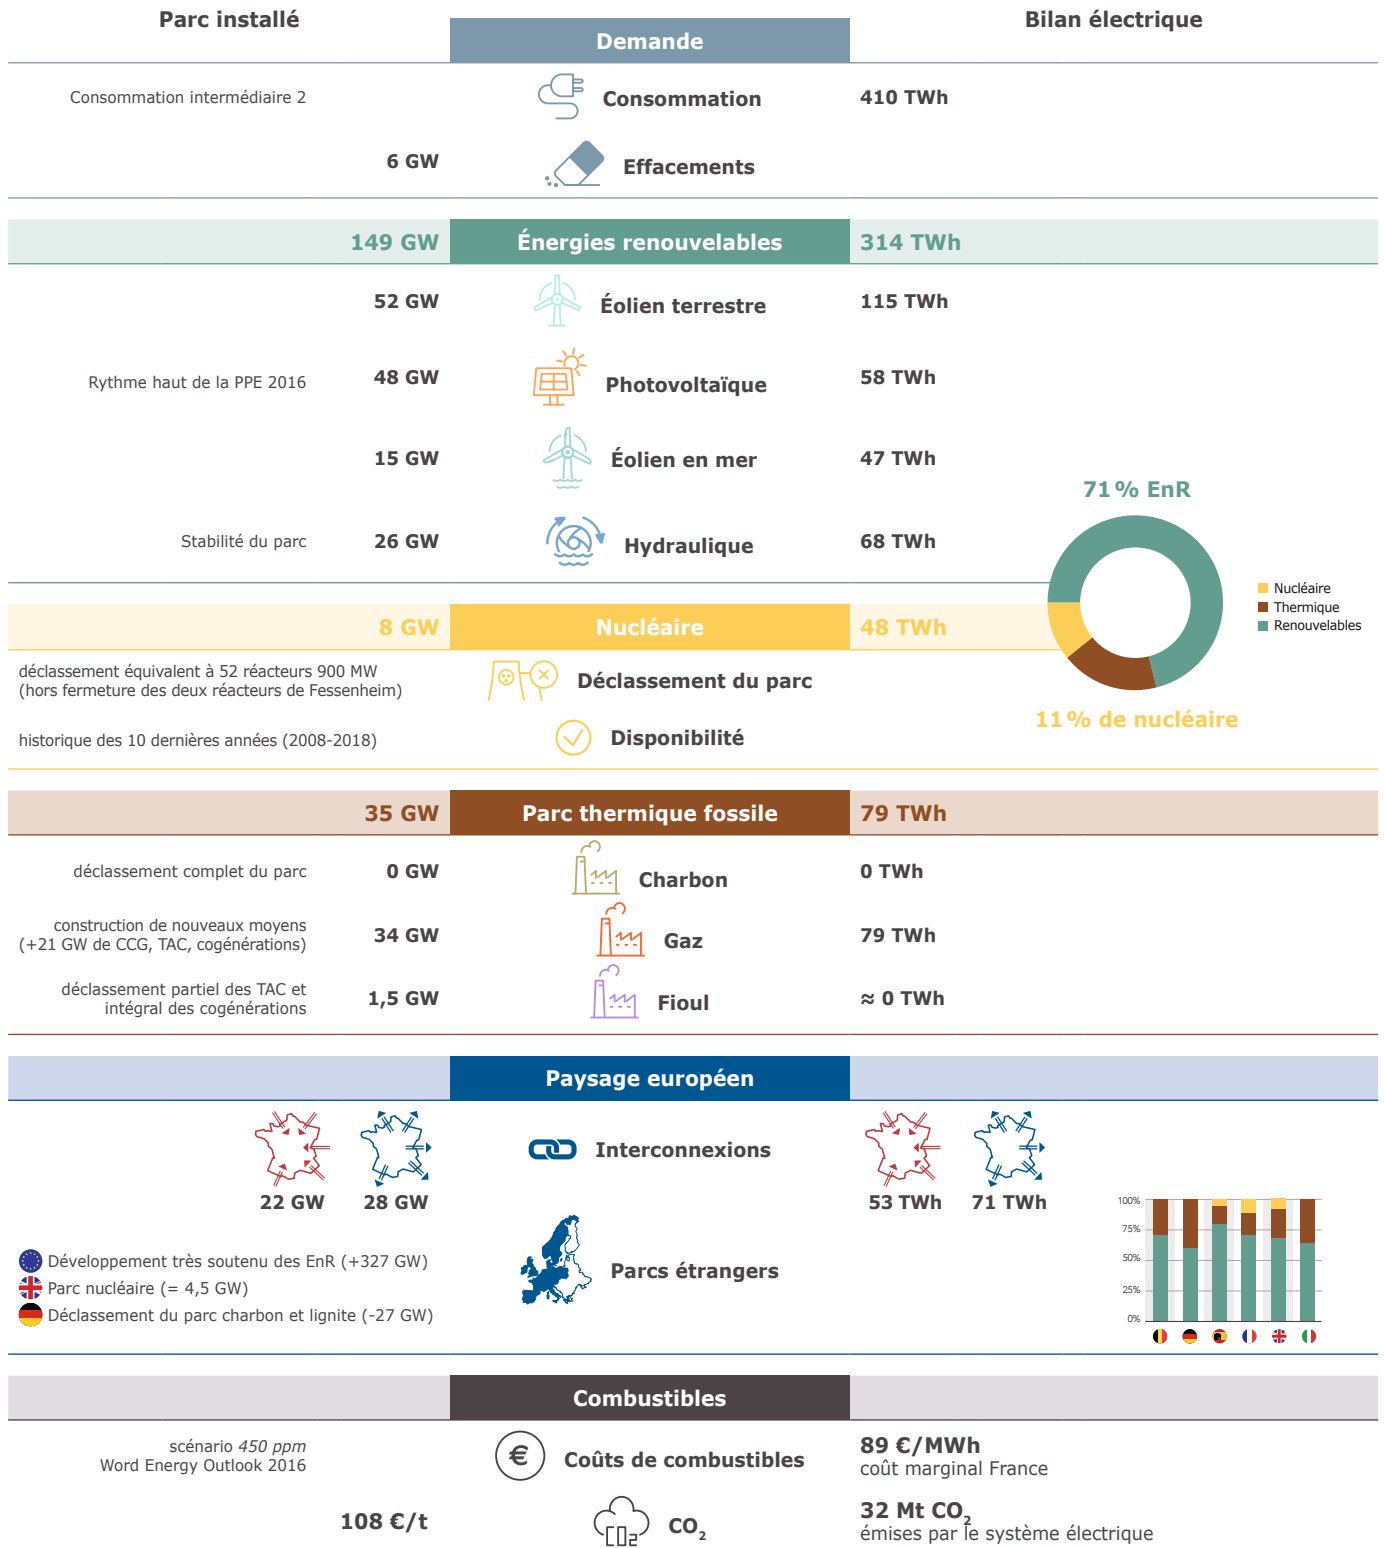 Parc installé
Demande
Bilan électrique
Consommation intermédiaire 2
Consommation
410 TWh
6 GW
Effacements
149 GW
Énergies renouvelables
314 TWh
52 GW
Éolien terrestre
115 TWh
Rythme haut de la PPE 2016
48 GW
Photovoltaïque
58 TWh
15 GW
Éolien en mer
47 TWh
71 % EnR
Stabilité du parc
26 GW
Hydraulique
68 TWh
Nucléaire
Thermique
Renouvelables
8 GW
Nucléaire
48 TWh
déclassement équivalent à 52 réacteurs 900 MW
(hors fermeture des deux réacteurs de Fessenheim)
Déclassement du parc
11 % de nucléaire
historique des 10 dernières années (2008-2018)
Disponibilité
35 GW
Parc thermique fossile
79 TWh
déclassement complet du parc
0 GW
Charbon
0 TWh
construction de nouveaux moyens
(+21 GW de CCG, TAC, cogénérations)
34 GW
Gaz
79 TWh
déclassement partiel des TAC et
intégral des cogénérations
1,5 GW
Fioul
≈ 0 TWh
Paysage européen
Interconnexions
22 GW
28 GW
53 TWh
71 TWh
Développement très soutenu des EnR (+327 GW)
Parc nucléaire (= 4,5 GW)
Déclassement du parc charbon et lignite (-27 GW)
Parcs étrangers
100%
75%
50%
25%
0%
Combustibles
scénario 450 ppm
Word Energy Outlook 2016
€
Coûts de combustibles
89 €/MWh
coût marginal France
108 €/t
CO2
CO₂
32 Mt CO₂
émises par le système électrique